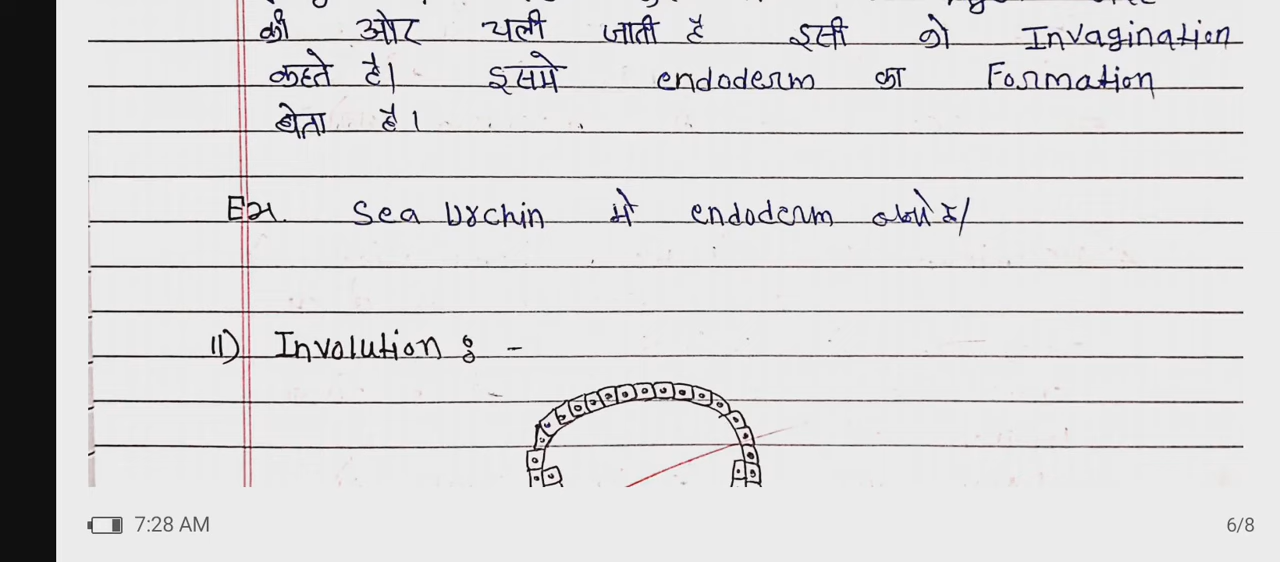 की ओर चली जाती है इसी को Invagination
कहते है। इसमे endoderm का Formation
होता है।
Ex. Sea Urchin मे endoderm
II) Involution : -
7:28 AM
6/8